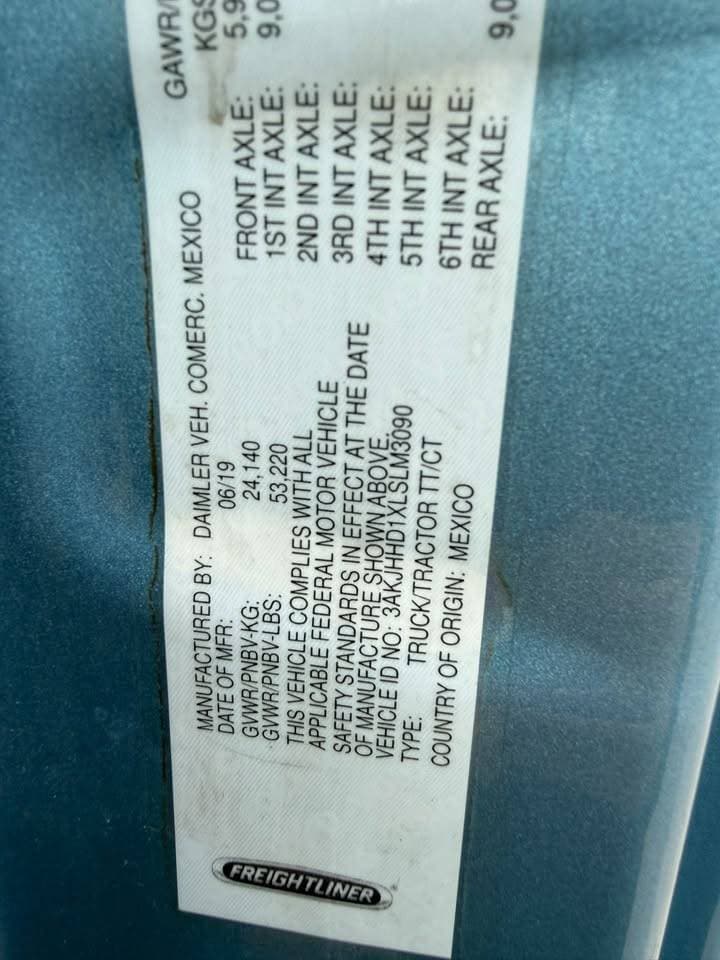 FREIGHTLINER
MANUFACTURED BY: DAIMLER VEH. COMERC. MEXICO
DATE OF MFR: 06/19
GVWR/PNBV-KG: 24,140
GVWR/PNBV-LBS: 53,220
THIS VEHICLE COMPLIES WITH ALL
APPLICABLE FEDERAL MOTOR VEHICLE
SAFETY STANDARDS IN EFFECT AT THE DATE
OF MANUFACTURE SHOWN ABOVE.
VEHICLE ID NO: 3AKJHHD1XLSLM3090
TYPE: TRUCK/TRACTOR TT/CT
COUNTRY OF ORIGIN: MEXICO
GAWR/
KGS
FRONT AXLE: 5,9
1ST INT AXLE: 9,0
2ND INT AXLE:
3RD INT AXLE:
4TH INT AXLE:
5TH INT AXLE:
6TH INT AXLE:
REAR AXLE: 9,0